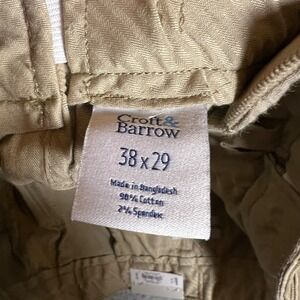 Croft&
Barrow
38 x 29
Made in Bangladesh
98% Cotton
2% Spandex